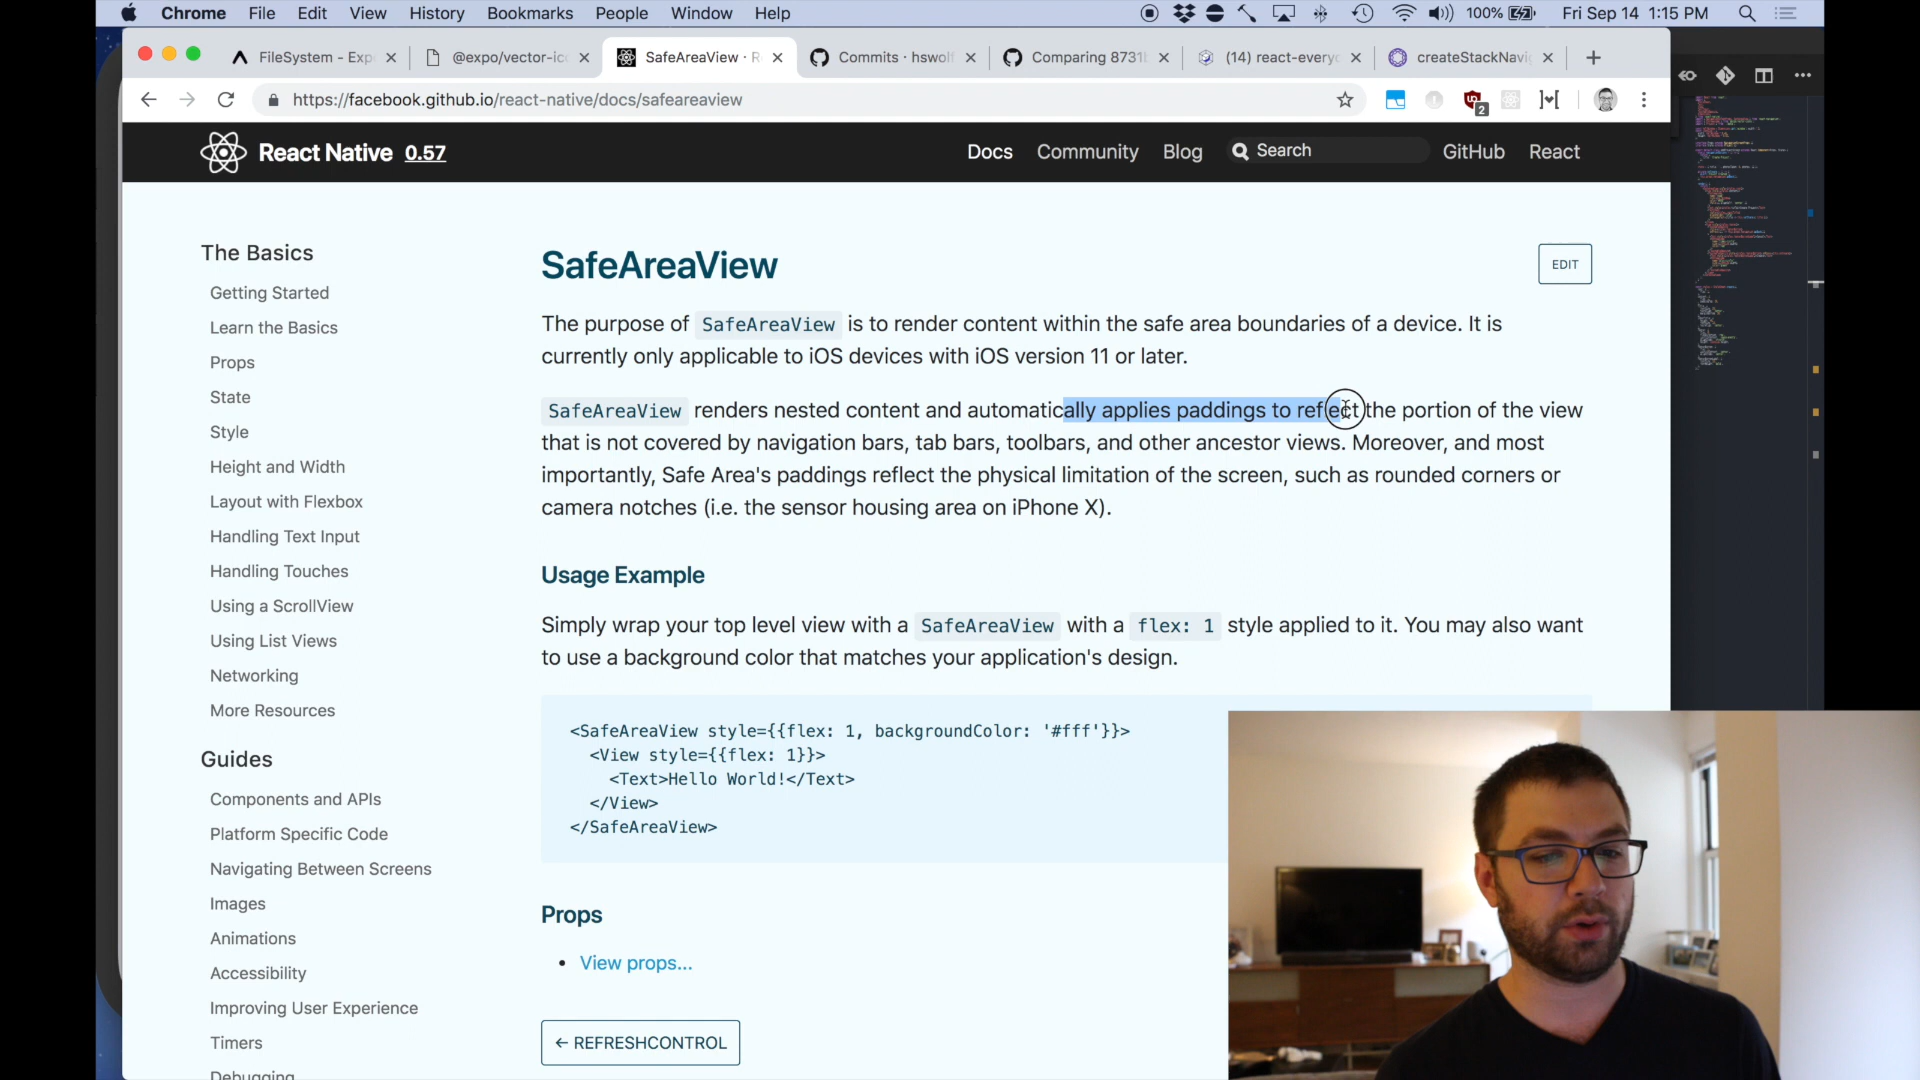 Chrome File Edit View History Bookmarks People Window Help 100% Fri Sep 14 1:15 PM
FileSystem - Exp @expo/vector-ic SafeAreaView · R Commits · hswolf Comparing 8731 (14) react-every createStackNavi
https://facebook.github.io/react-native/docs/safeareaview 2
React Native 0.57 Docs Community Blog Search GitHub React
The Basics
Getting Started
Learn the Basics
Props
State
Style
Height and Width
Layout with Flexbox
Handling Text Input
Handling Touches
Using a ScrollView
Using List Views
Networking
More Resources
Guides
Components and APIs
Platform Specific Code
Navigating Between Screens
Images
Animations
Accessibility
Improving User Experience
Timers
Debugging
SafeAreaView
EDIT
The purpose of SafeAreaView is to render content within the safe area boundaries of a device. It is
currently only applicable to iOS devices with iOS version 11 or later.
SafeAreaView renders nested content and automatically applies paddings to reflect the portion of the view
that is not covered by navigation bars, tab bars, toolbars, and other ancestor views. Moreover, and most
importantly, Safe Area's paddings reflect the physical limitation of the screen, such as rounded corners or
camera notches (i.e. the sensor housing area on iPhone X).
Usage Example
Simply wrap your top level view with a SafeAreaView with a flex: 1 style applied to it. You may also want
to use a background color that matches your application's design.
<SafeAreaView style={{flex: 1, backgroundColor: '#fff'}}>
<View style={{flex: 1}}>
<Text>Hello World!</Text>
</View>
</SafeAreaView>
Props
View props...
← REFRESHCONTROL